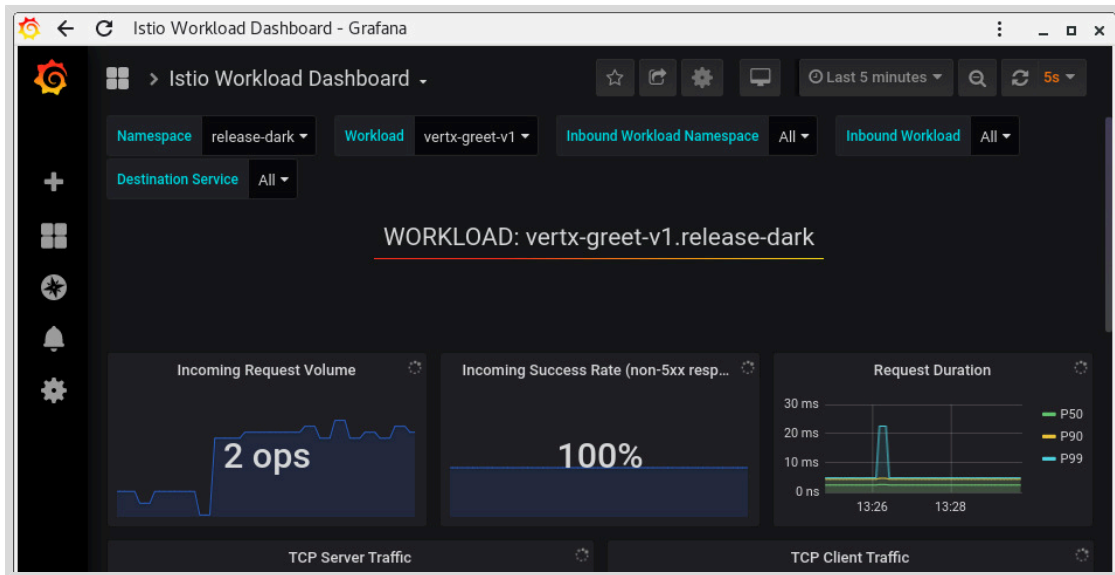 Istio Workload Dashboard - Grafana
> Istio Workload Dashboard
Last 5 minutes
5s
Namespace release-dark
Workload vertx-greet-v1
Inbound Workload Namespace All
Inbound Workload All
Destination Service All
WORKLOAD: vertx-greet-v1.release-dark
Incoming Request Volume
2 ops
Incoming Success Rate (non-5xx resp...
100%
Request Duration
30 ms
20 ms
10 ms
0 ns
13:26 13:28
P50
P90
P99
TCP Server Traffic
TCP Client Traffic